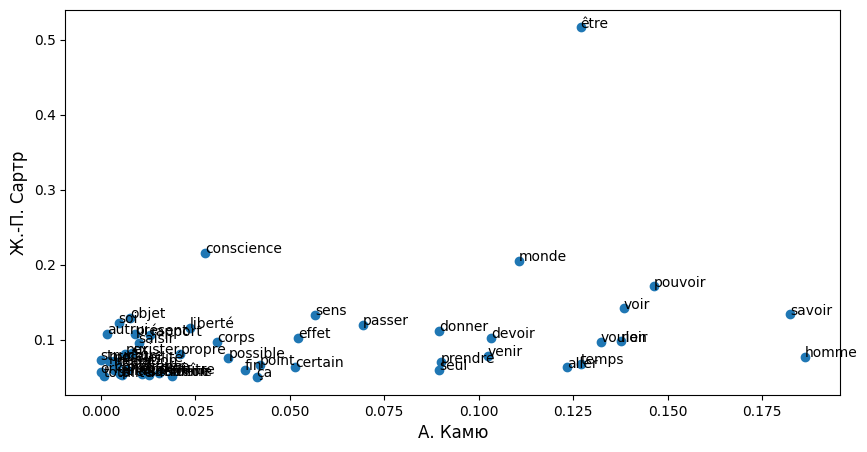 Ж.-П. Сартр
0.5
0.4
0.3
0.2
0.1
être
conscience
monde
pouvoir
voir
savoir
objet
soi
sens
passer
liberté
autrui
présent
rapport
donner
effet
devoir
corps
saisir
vouloir
rien
exister
propre
possible
venir
homme
point
prendre
temps
certain
aller
fin
seul
ça
0.000
0.025
0.050
0.075
0.100
0.125
0.150
0.175
А. Камю